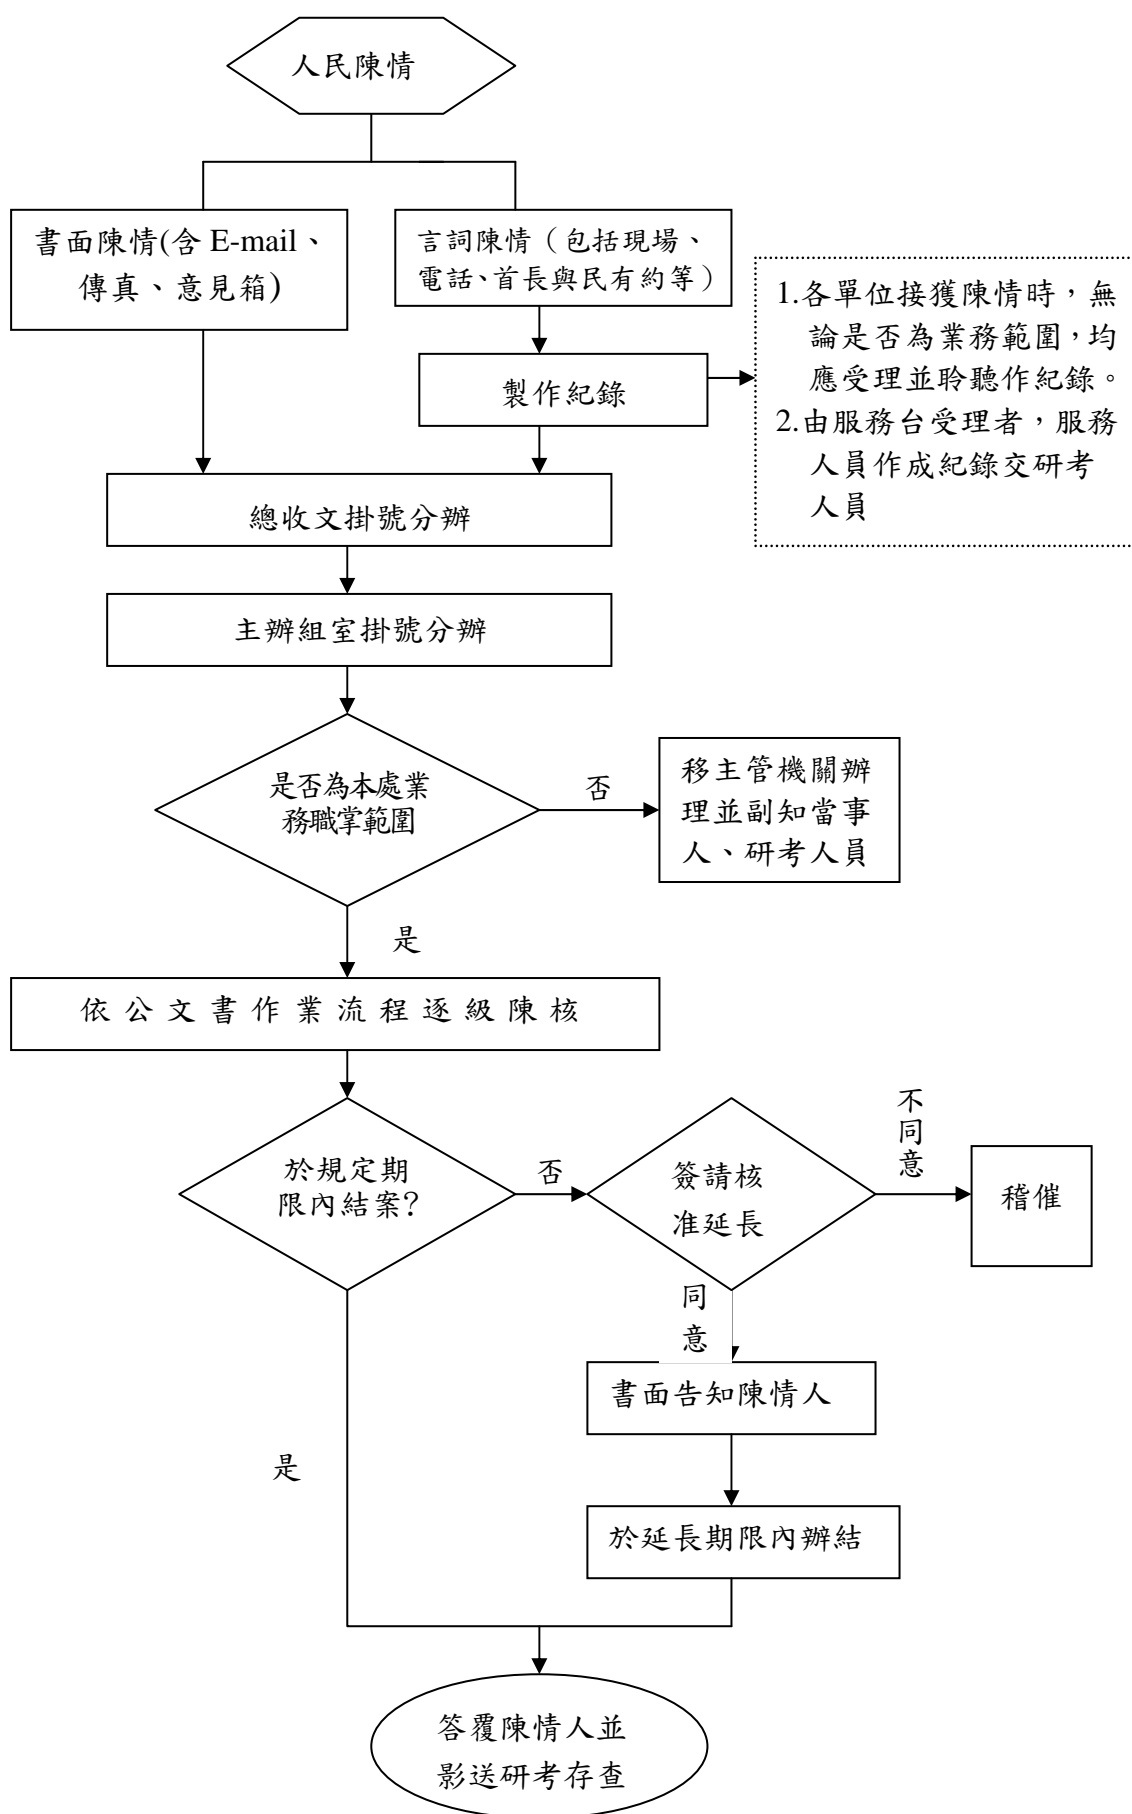 人民陳情
書面陳情(含 E-mail、
傳真、意見箱)
言詞陳情（包括現場、
電話、首長與民有約等）
製作紀錄
1.各單位接獲陳情時，無
論是否為業務範圍，均
應受理並聆聽作紀錄。
2.由服務台受理者，服務
人員作成紀錄交研考
人員
總收文掛號分辦
主辦組室掛號分辦
是否為本處業
務職掌範圍
否
移主管機關辦
理並副知當事
人、研考人員
是
依公文書作業流程逐級陳核
於規定期
限內結案?
否
簽請核
准延長
不
同
意
稽催
同
意
書面告知陳情人
是
於延長期限內辦結
答覆陳情人並
影送研考存查